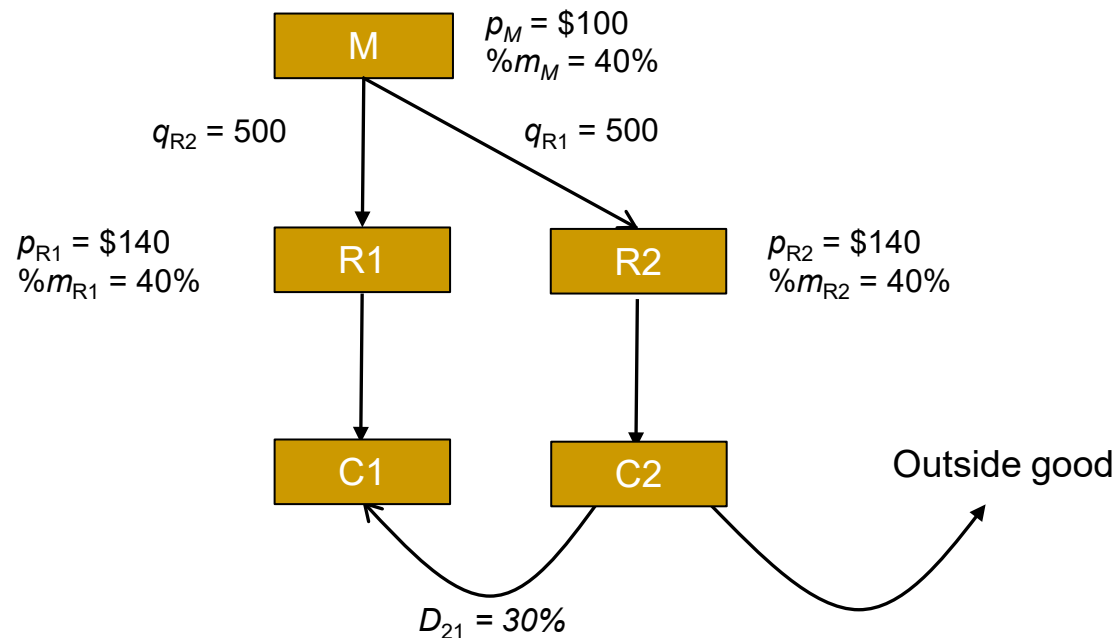 M
p_M = $100
%m_M = 40%
q_R2 = 500
q_R1 = 500
p_R1 = $140
%m_R1 = 40%
R1
R2
p_R2 = $140
%m_R2 = 40%
C1
C2
Outside good
D_21 = 30%